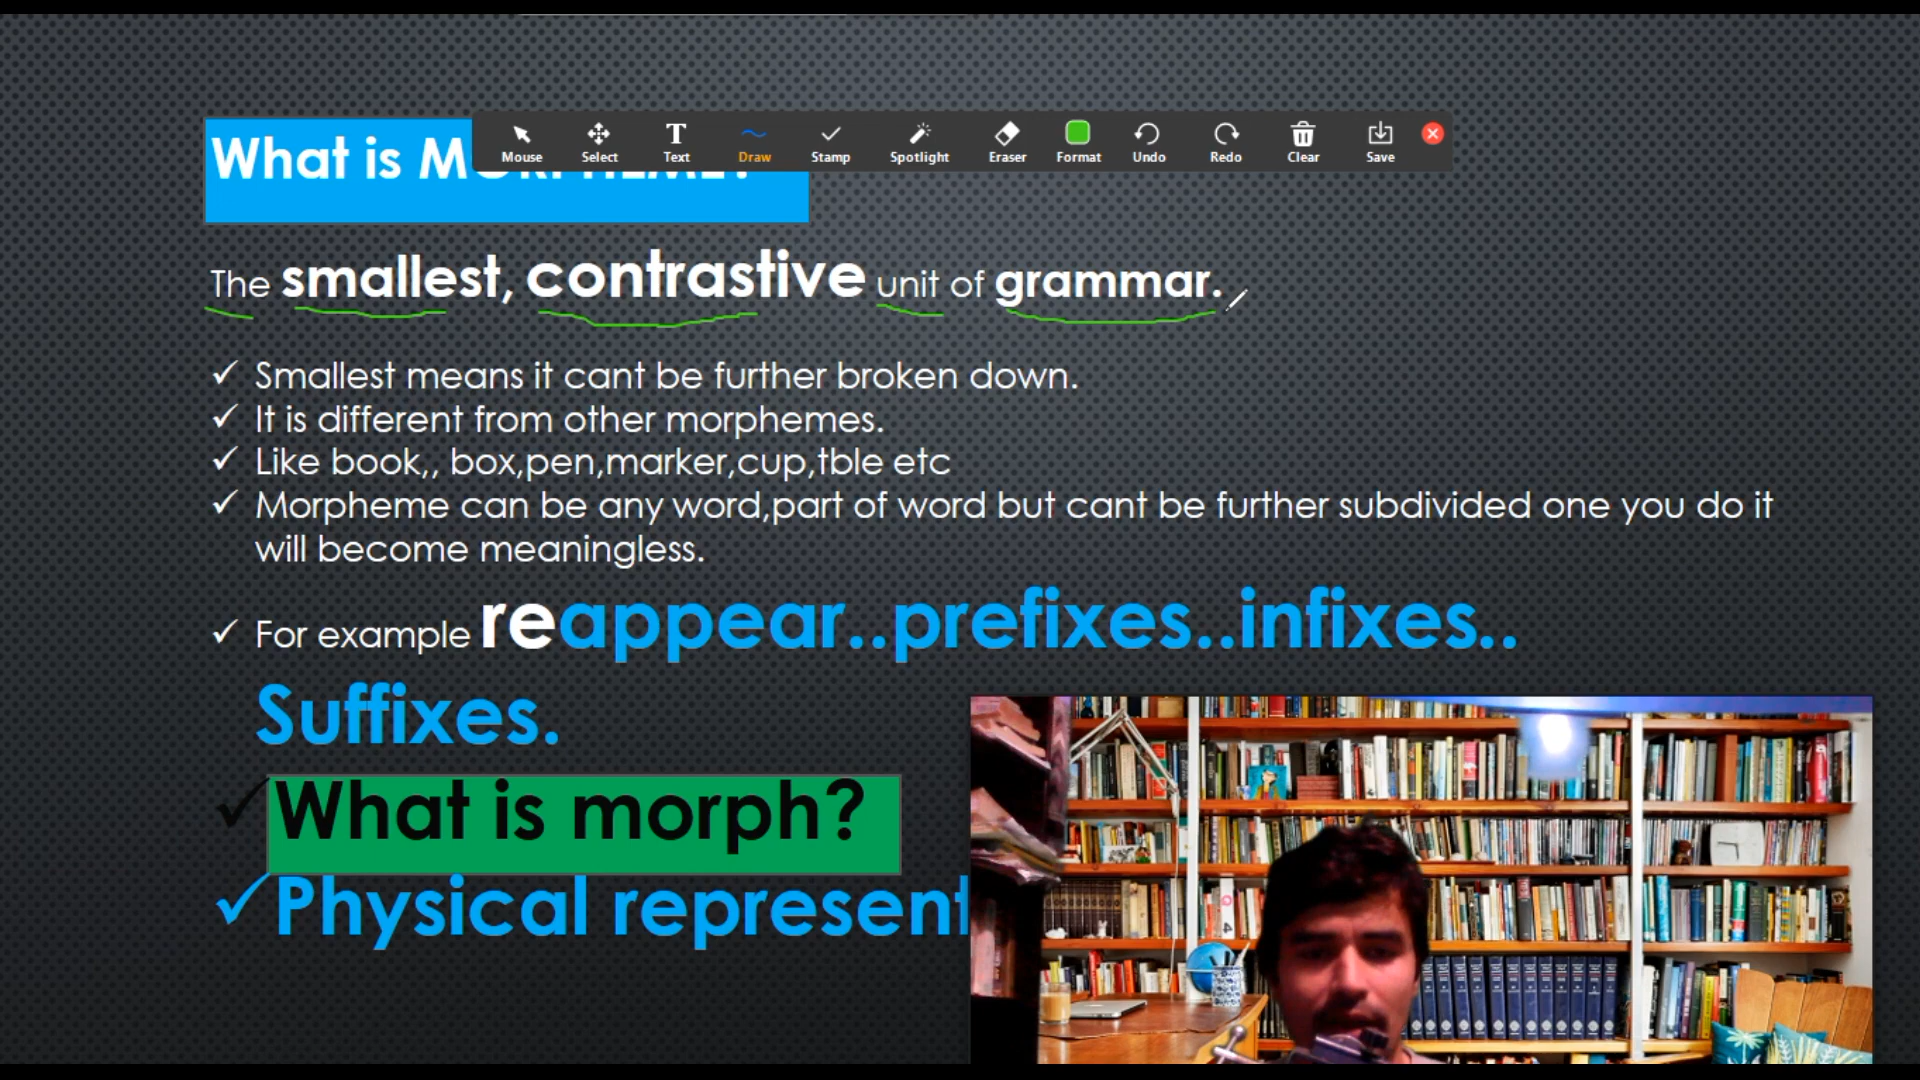 What is M
Mouse Select Text Draw Stamp Spotlight Eraser Format Undo Redo Clear Save
The smallest, contrastive unit of grammar.
Smallest means it cant be further broken down.
It is different from other morphemes.
Like book,, box,pen,marker,cup,tble etc
Morpheme can be any word,part of word but cant be further subdivided one you do it
will become meaningless.
For example reappear..prefixes..infixes..
Suffixes.
What is morph?
Physical represent